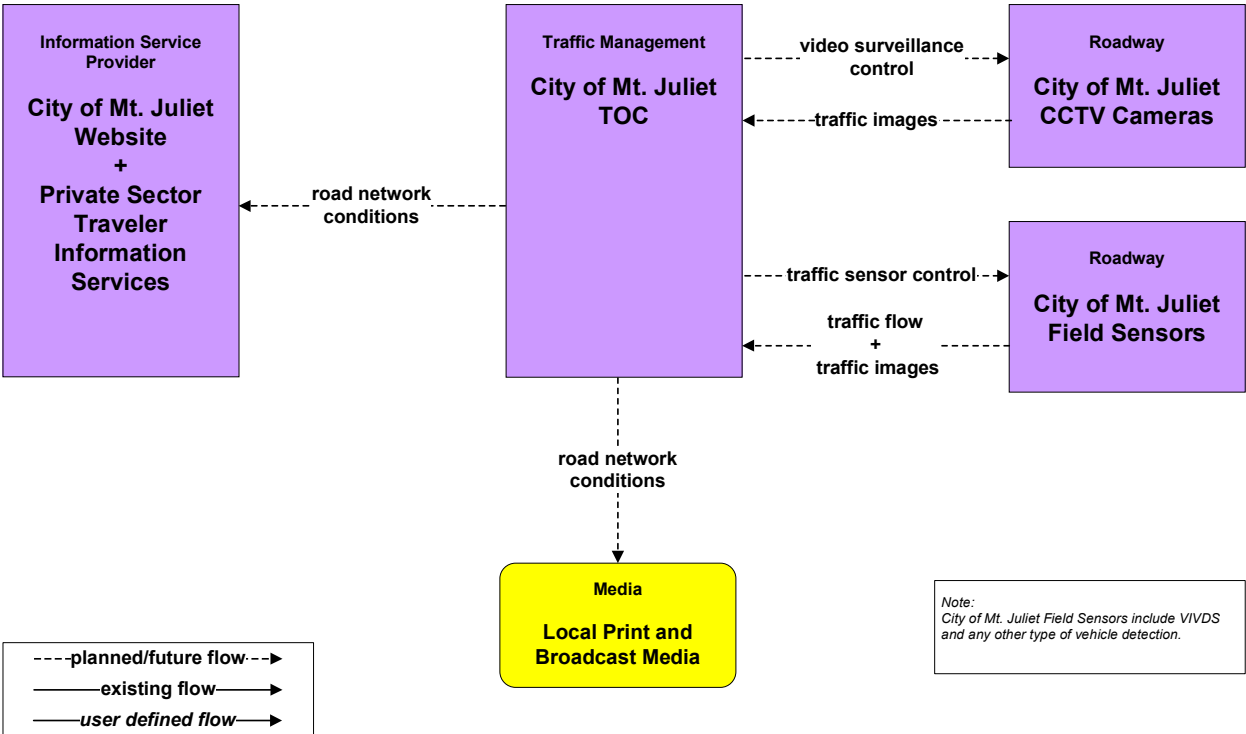 Information Service
Provider
City of Mt. Juliet
Website
+
Private Sector
Traveler
Information
Services
road network
conditions
Traffic Management
City of Mt. Juliet
TOC
video surveillance
control
traffic images
Roadway
City of Mt. Juliet
CCTV Cameras
traffic sensor control
traffic flow
+
traffic images
Roadway
City of Mt. Juliet
Field Sensors
road network
conditions
Media
Local Print and
Broadcast Media
Note:
City of Mt. Juliet Field Sensors include VIVDS
and any other type of vehicle detection.
planned/future flow
existing flow
user defined flow